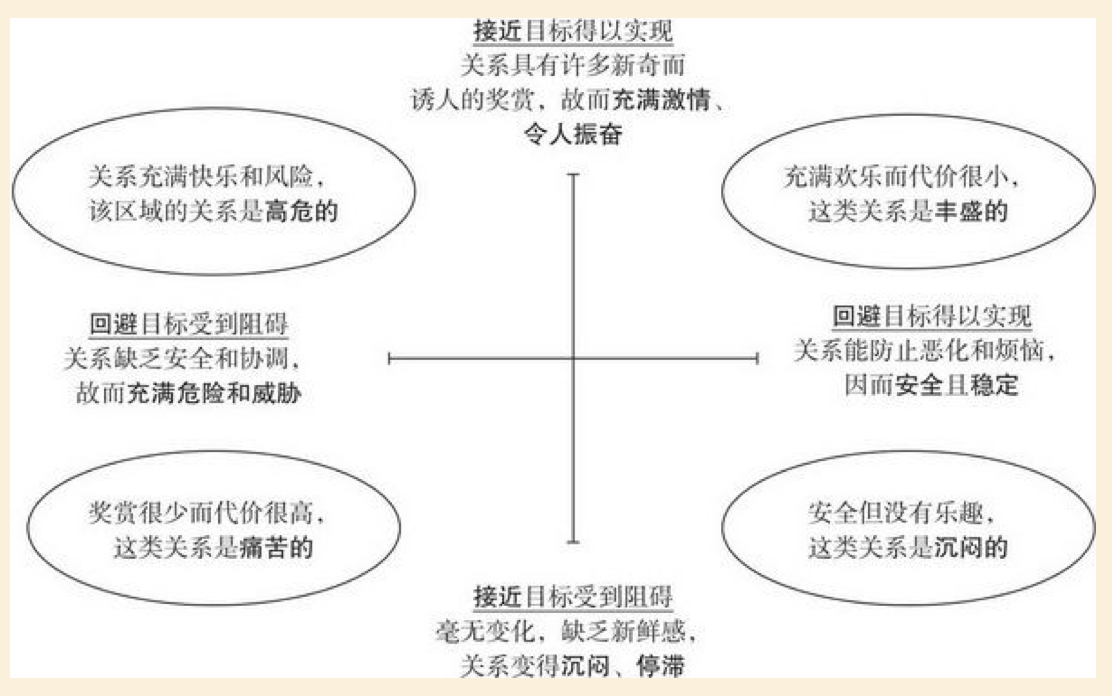 接近目标得以实现
关系具有许多新奇而
诱人的奖赏，故而充满激情、
令人振奋
关系充满快乐和风险，
该区域的关系是高危的
充满欢乐而代价很小，
这类关系是丰盛的
回避目标受到阻碍
关系缺乏安全和协调，
故而充满危险和威胁
回避目标得以实现
关系能防止恶化和烦恼，
因而安全且稳定
奖赏很少而代价很高，
这类关系是痛苦的
安全但没有乐趣，
这类关系是沉闷的
接近目标受到阻碍
毫无变化，缺乏新鲜感，
关系变得沉闷、停滞